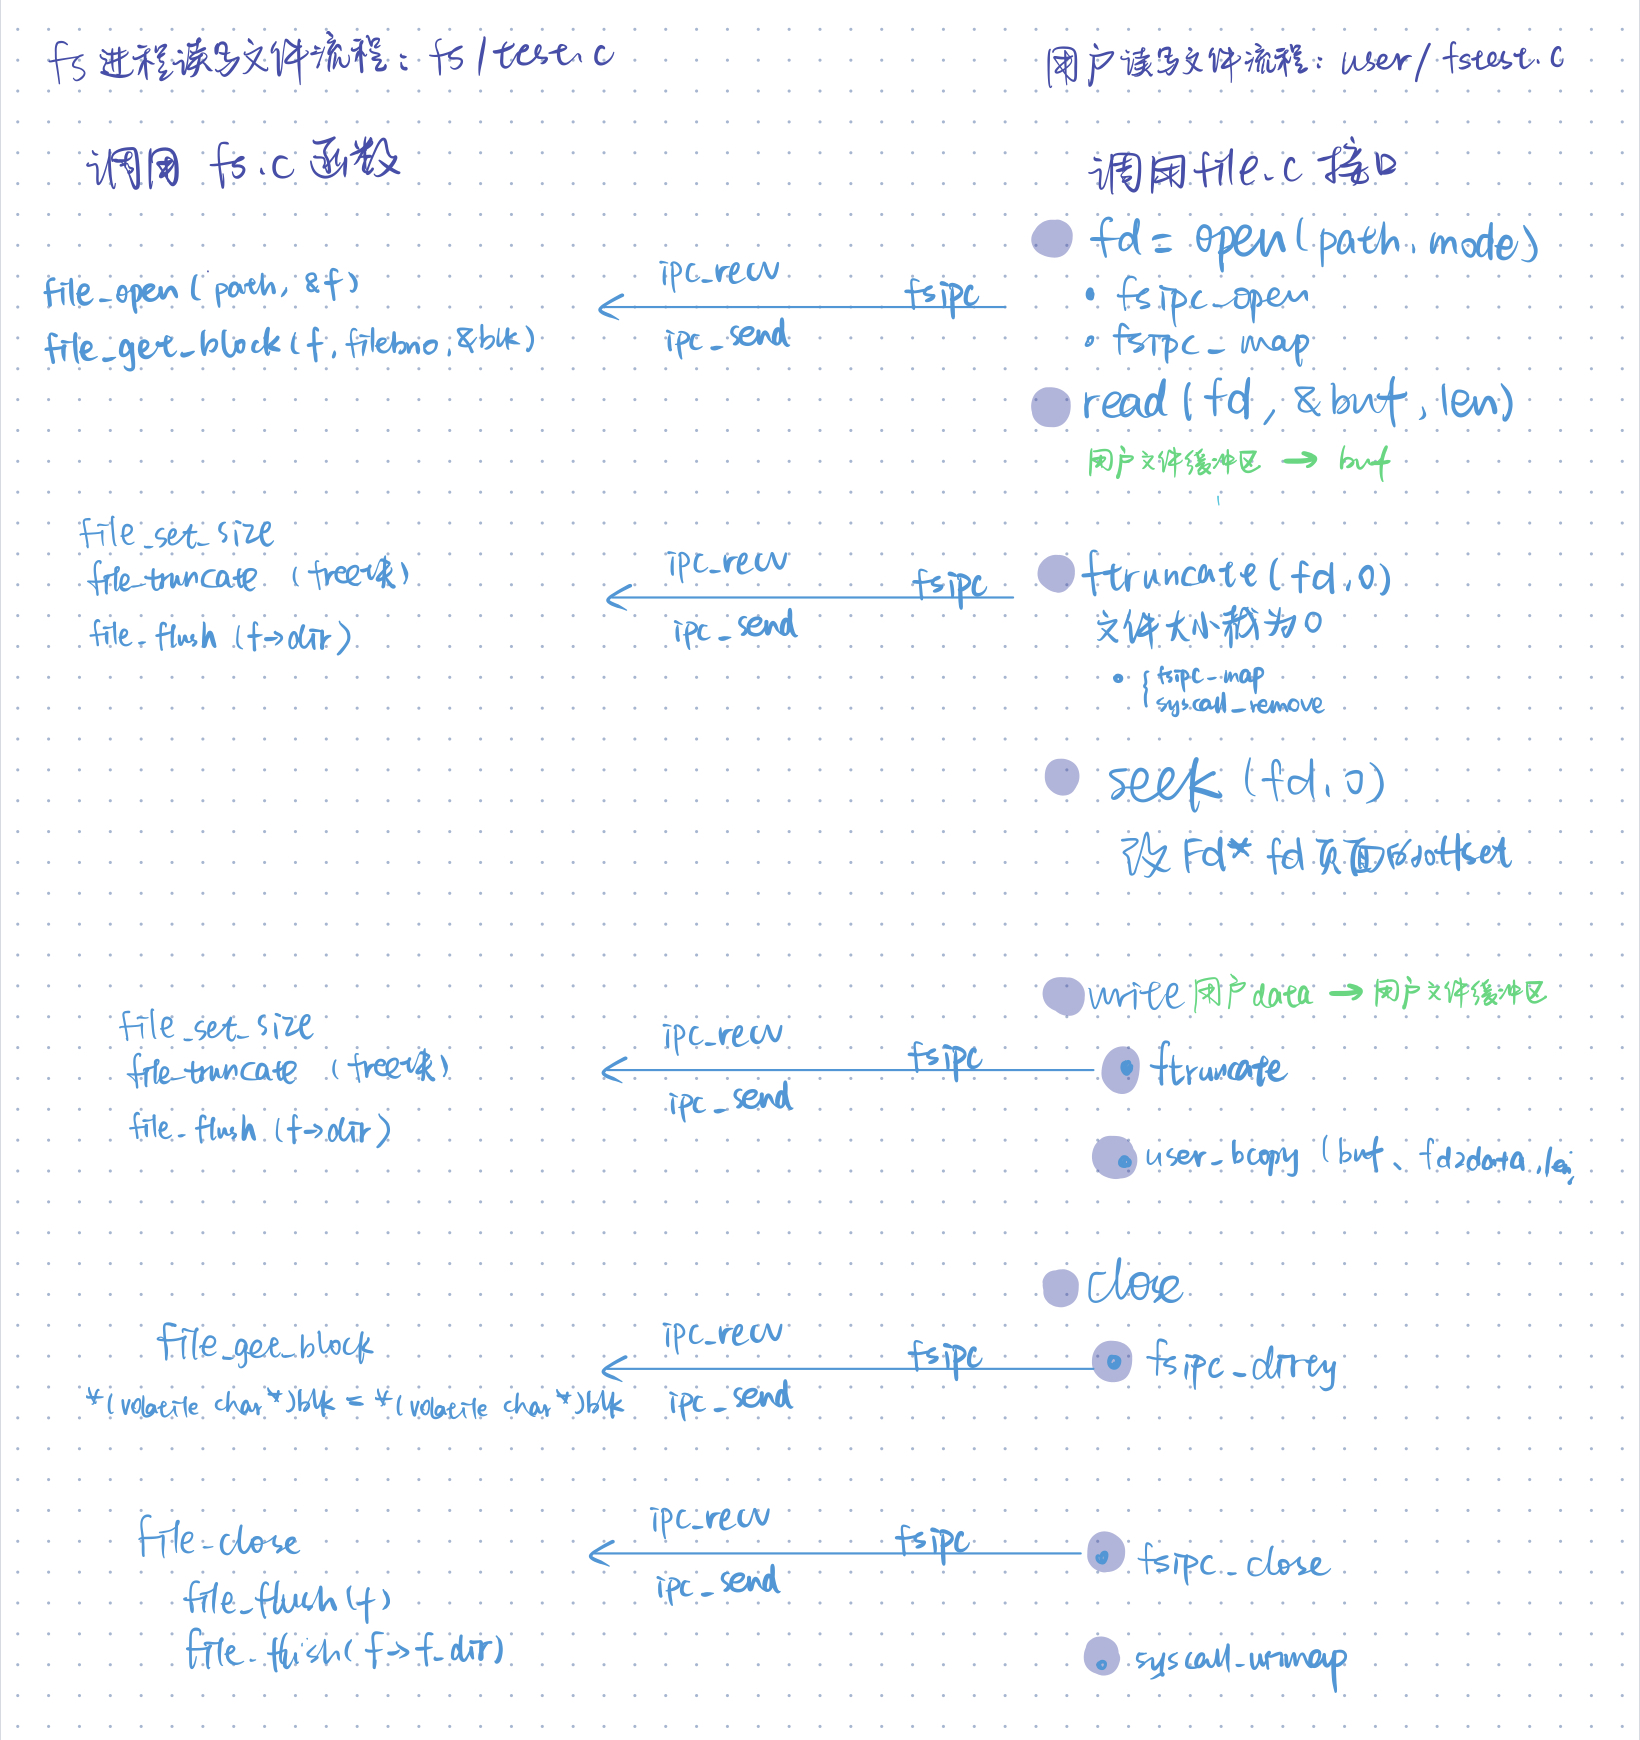 fs进程读写文件流程：fs/test.c
调用 fs.c 函数
file_open(path, &f)
file_get_block(f, filebno, &blk)
ipc_recv
fsipc
ipc_send
file_set_size
file_truncate (free块)
file_flush (f→dir)
ipc_recv
fsipc
ipc_send
file_set_size
file_truncate (free块)
file_flush (f→dir)
ipc_recv
fsipc
ipc_send
file_get_block
*(volatile char*)blk = *(volatile char*)blk
ipc_recv
fsipc
ipc_send
file_close
file_flush(f)
file_flush(f→f_dir)
ipc_recv
fsipc
ipc_send
用户读写文件流程：user/fstest.c
调用file.c 接口
fd = open(path, mode)
fsipc_open
fsipc_map
read(fd, &buf, len)
用户文件缓冲区 → buf
ftruncate(fd, 0)
文件大小截为0
fsipc_map
syscall_remove
seek (fd, 0)
改 Fd* fd 页面的offset
write 用户data → 用户文件缓冲区
ftruncate
user_bcopy (buf、fd2data, len,
close
fsipc_dirty
fsipc_close
syscall_unmap